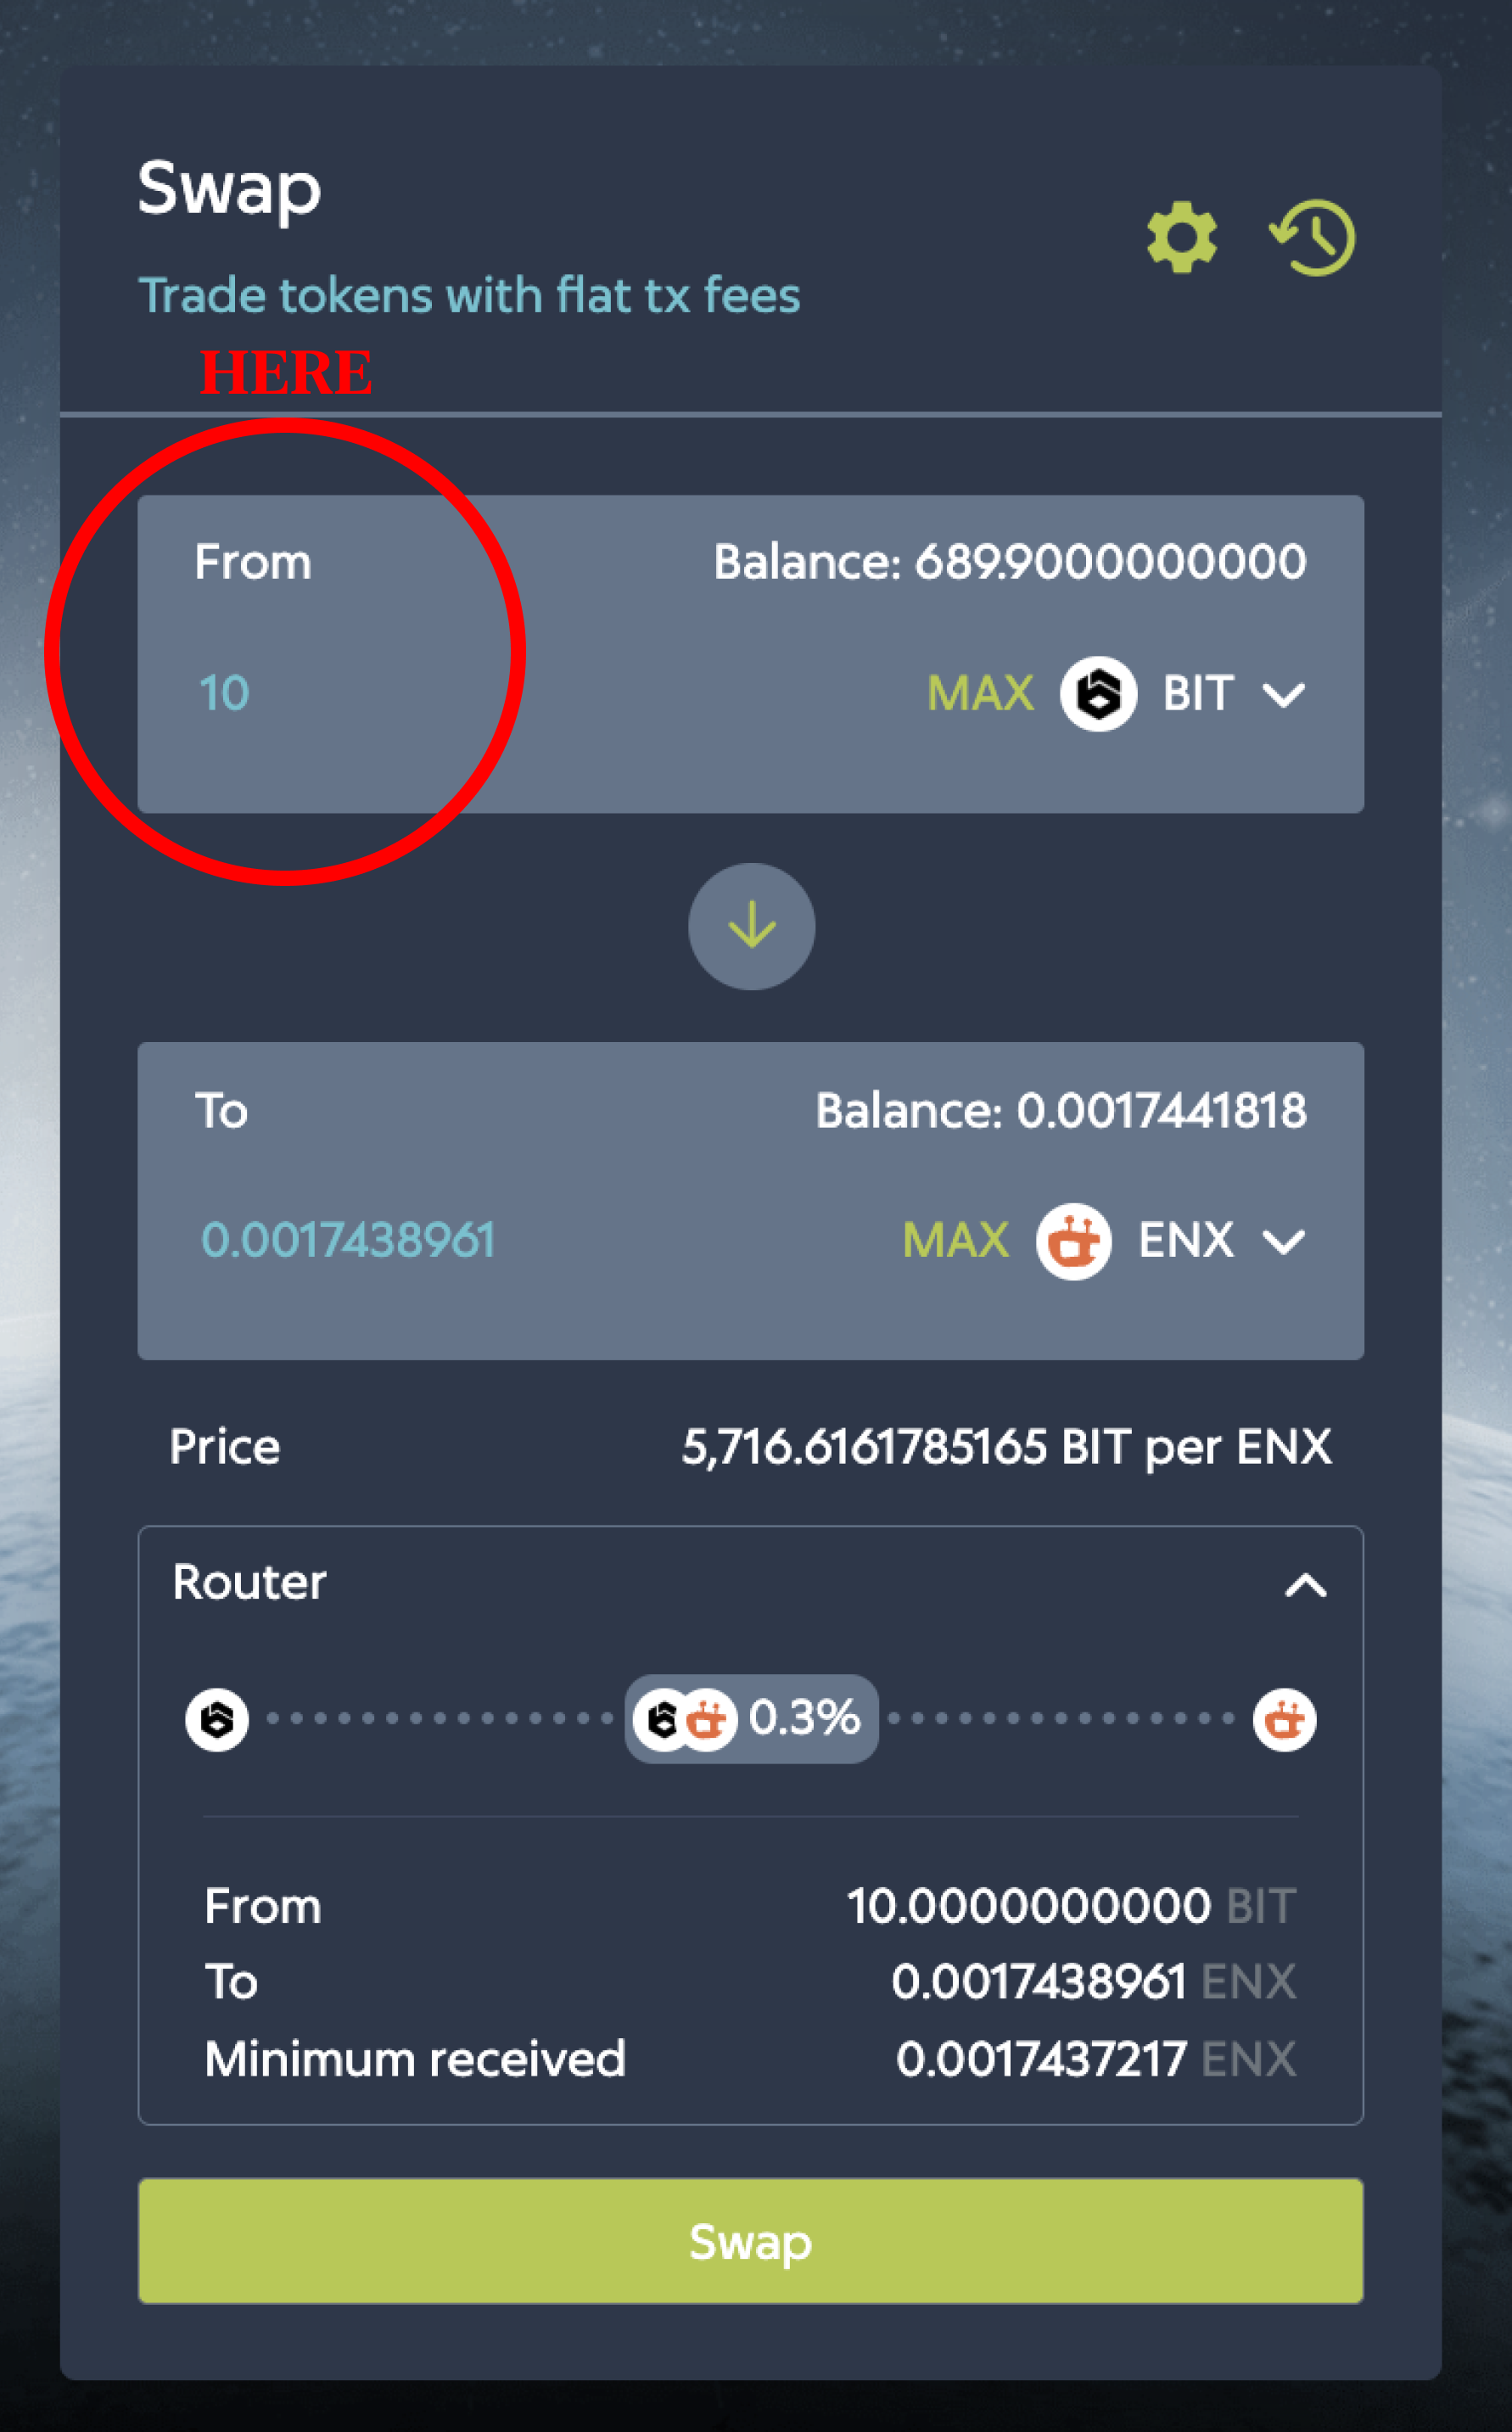 Swap
Trade tokens with flat tx fees
HERE
From Balance: 689.9000000000
10 MAX BIT
To Balance: 0.0017441818
0.0017438961 MAX ENX
Price 5,716.6161785165 BIT per ENX
Router
0.3%
From 10.0000000000 BIT
To 0.0017438961 ENX
Minimum received 0.0017437217 ENX
Swap